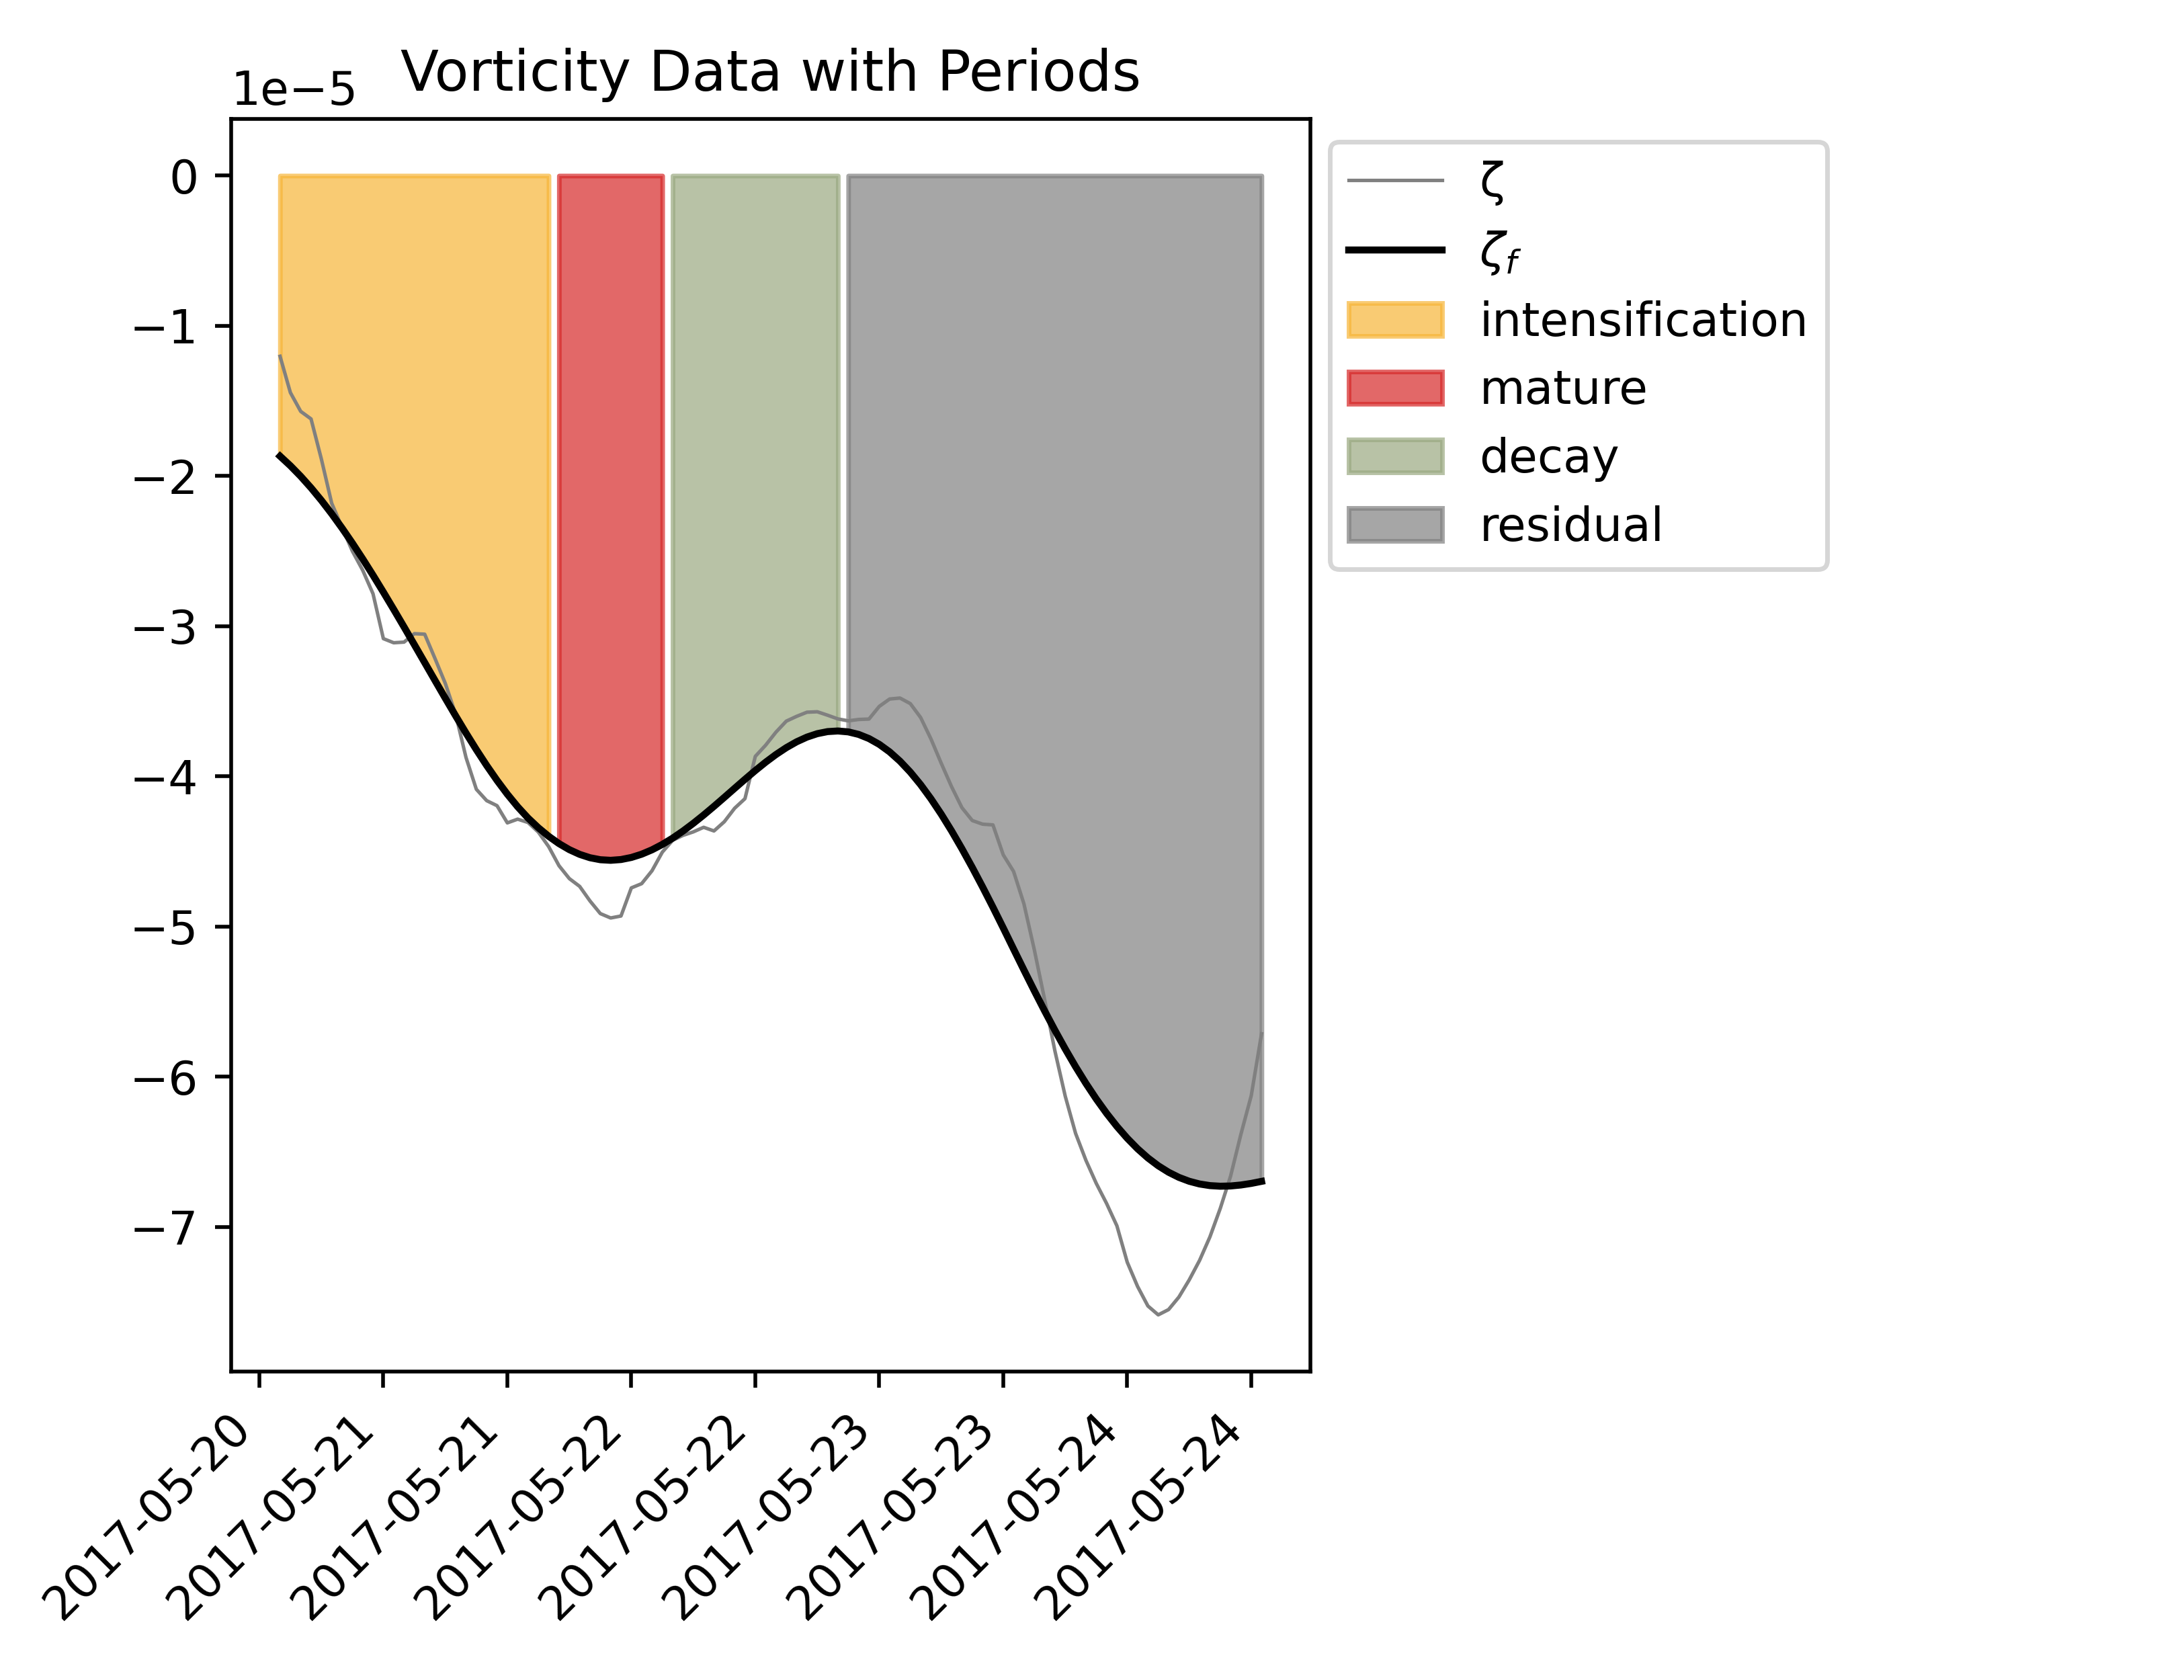 Vorticity Data with Periods
1e−5
0
−1
−2
−3
−4
−5
−6
−7
2017-05-20
2017-05-21
2017-05-21
2017-05-22
2017-05-22
2017-05-23
2017-05-23
2017-05-24
2017-05-24
ζ
ζf
intensification
mature
decay
residual